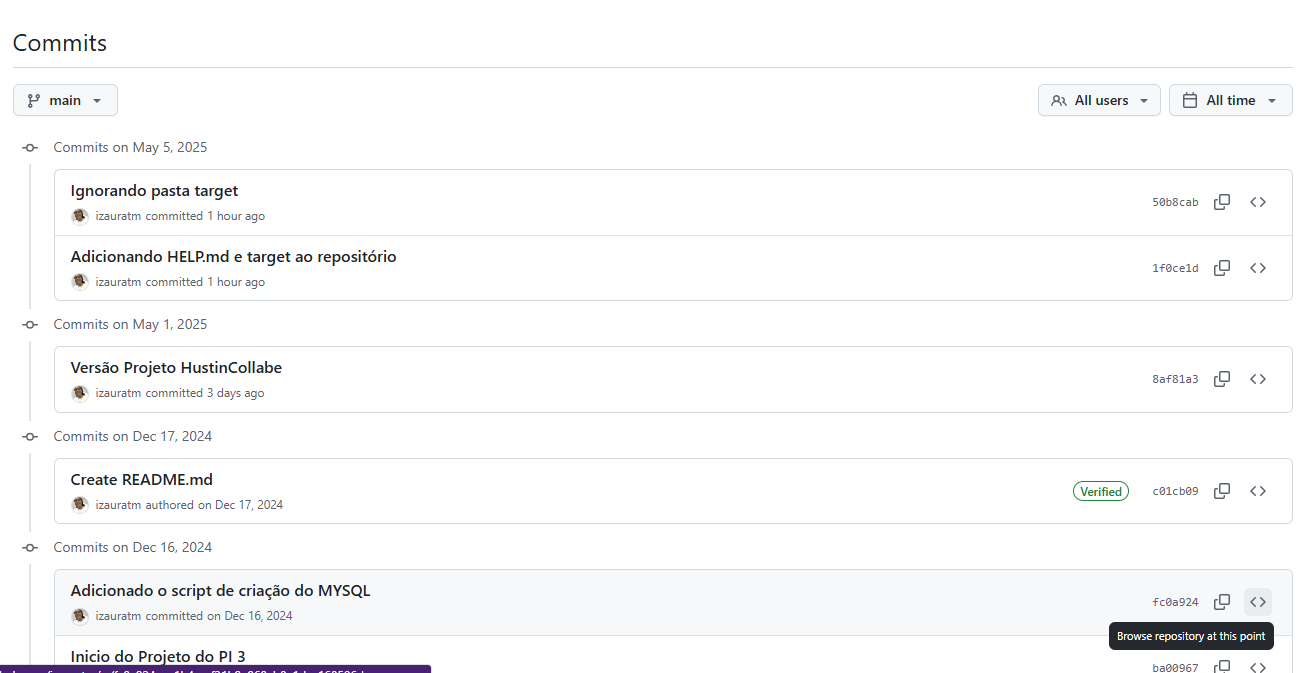 Commits
main
All users
All time
Commits on May 5, 2025
Ignorando pasta target
izauratm committed 1 hour ago
50b8cab
Adicionando HELP.md e target ao repositório
izauratm committed 1 hour ago
1f0ce1d
Commits on May 1, 2025
Versão Projeto HustinCollabe
izauratm committed 3 days ago
8af81a3
Commits on Dec 17, 2024
Create README.md
izauratm authored on Dec 17, 2024
Verified
c01cb09
Commits on Dec 16, 2024
Adicionado o script de criação do MYSQL
izauratm committed on Dec 16, 2024
fc0a924
Browse repository at this point
Inicio do Projeto do PI 3
ba00967